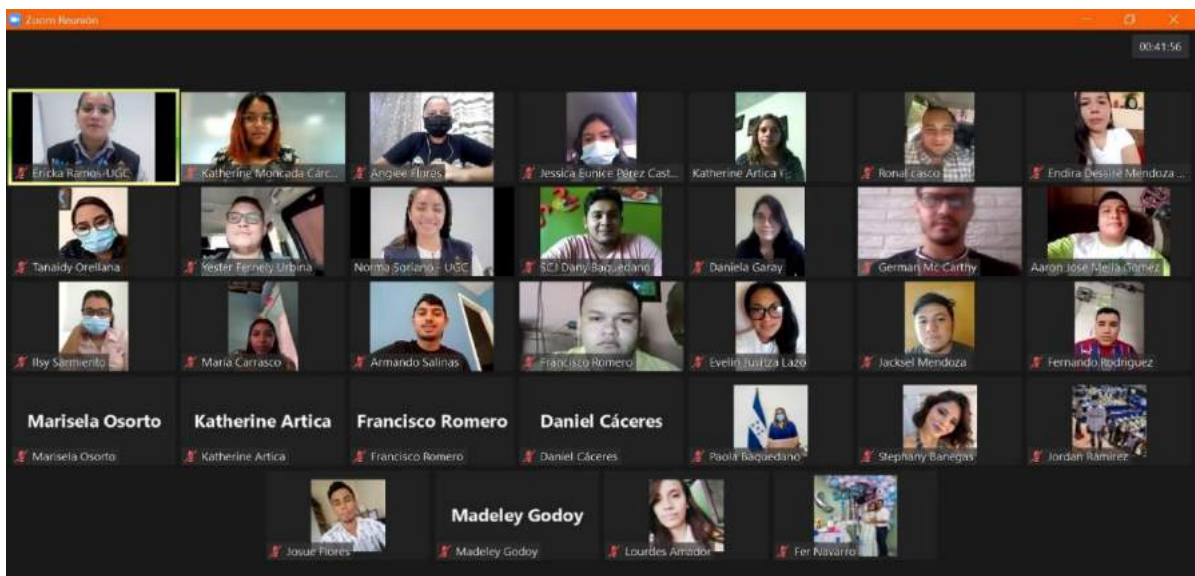 Zoom Reunión
00:41:56
Ericka Ramos-UGC
Katherine Moncada Cárc...
Angiee Flores
Jessica Eunice Pérez Cast...
Katherine Artica
Ronal casco
Endira Dessire Mendoza ...
Tanaidy Orellana
Yester Fernely Urbina
Norma Soriano - UGC
SCJ Dany Baquedano
Daniela Garay
German Mc Carthy
Aaron Jose Mejia Gomez
Ilsy Sarmiento
Maria Carrasco
Armando Salinas
Francisco Romero
Evelin Juvitza Lazo
Jacksel Mendoza
Fernando Rodriguez
Marisela Osorto
Marisela Osorto
Katherine Artica
Katherine Artica
Francisco Romero
Francisco Romero
Daniel Cáceres
Daniel Cáceres
Paola Baquedano
Stephany Banegas
Jordan Ramirez
Josue Flores
Madeley Godoy
Madeley Godoy
Lourdes Amador
Fer Navarro